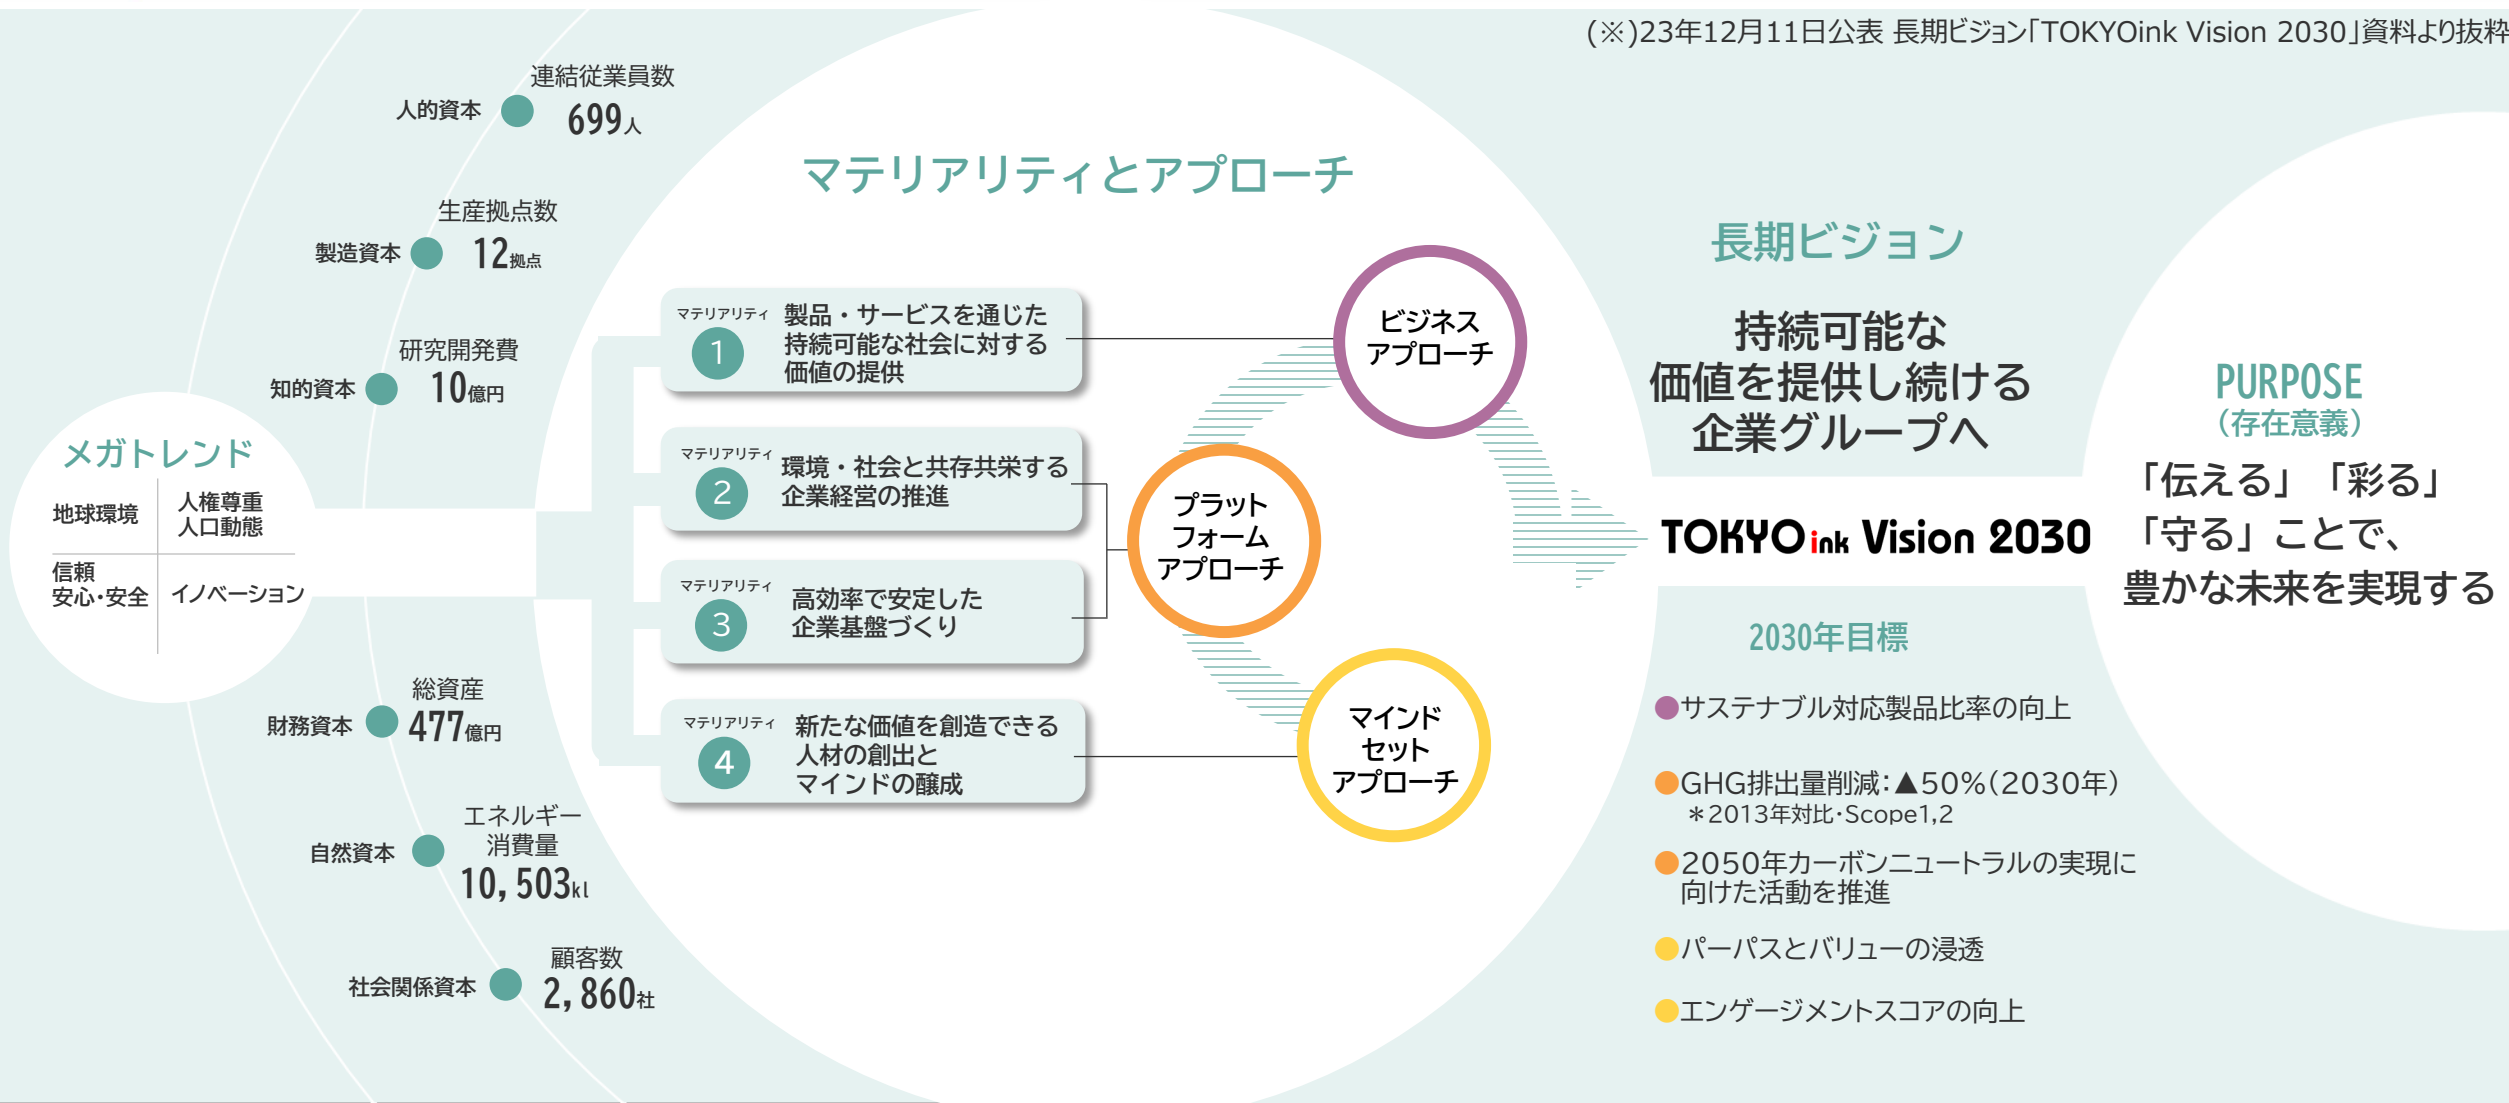 (※)23年12月11日公表 長期ビジョン「TOKYOink Vision 2030」資料より抜粋
人的資本
連結従業員数
699人
製造資本
生産拠点数
12拠点
知的資本
研究開発費
10億円
メガトレンド
地球環境
人権尊重
人口動態
信頼
安心・安全
イノベーション
財務資本
総資産
477億円
自然資本
エネルギー
消費量
10,503kl
社会関係資本
顧客数
2,860社
マテリアリティとアプローチ
マテリアリティ
1
製品・サービスを通じた
持続可能な社会に対する
価値の提供
マテリアリティ
2
環境・社会と共存共栄する
企業経営の推進
マテリアリティ
3
高効率で安定した
企業基盤づくり
マテリアリティ
4
新たな価値を創造できる
人材の創出と
マインドの醸成
ビジネス
アプローチ
プラット
フォーム
アプローチ
マインド
セット
アプローチ
長期ビジョン
持続可能な
価値を提供し続ける
企業グループへ
TOKYOink Vision 2030
2030年目標
●サステナブル対応製品比率の向上
●GHG排出量削減：▲50％（2030年）
＊2013年対比・Scope1,2
●2050年カーボンニュートラルの実現に
向けた活動を推進
●パーパスとバリューの浸透
●エンゲージメントスコアの向上
PURPOSE
（存在意義）
「伝える」「彩る」
「守る」ことで、
豊かな未来を実現する